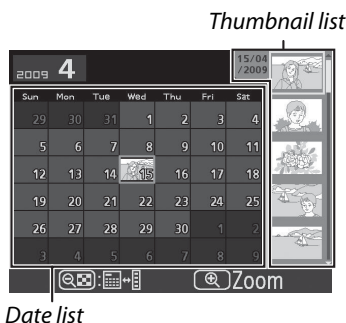 Thumbnail list
2009 4
15/04
/2009
Sun Mon Tue Wed Thu Fri Sat
29 30 31 1 2 3 4
5 6 7 8 9 10 11
12 13 14 15 16 17 18
19 20 21 22 23 24 25
26 27 28 29 30 1 2
3 4 5 6 7 8 9
: Zoom
Date list